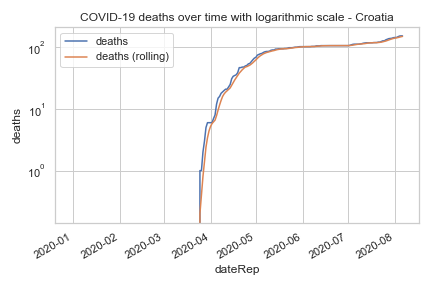 COVID-19 deaths over time with logarithmic scale - Croatia
deaths
deaths (rolling)
10²
10¹
10⁰
deaths
2020-01
2020-02
2020-03
2020-04
2020-05
2020-06
2020-07
2020-08
dateRep